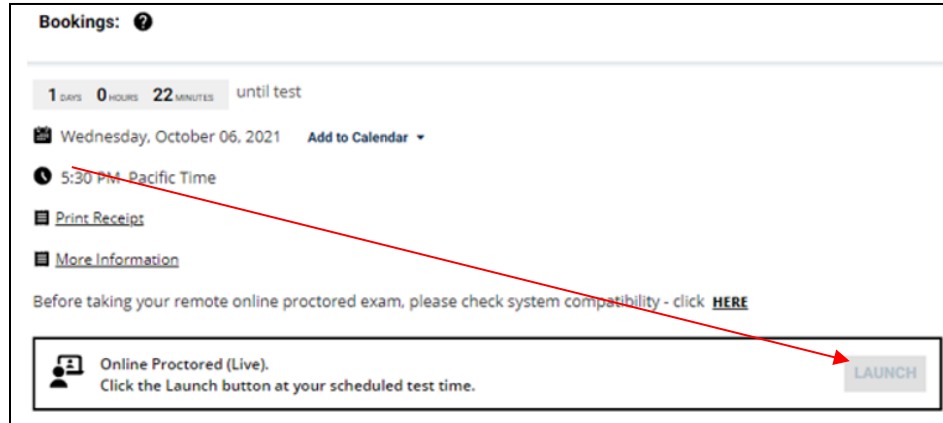 Bookings: ?
1 DAYS 0 HOURS 22 MINUTES until test
Wednesday, October 06, 2021 Add to Calendar
5:30 PM Pacific Time
Print Receipt
More Information
Before taking your remote online proctored exam, please check system compatibility - click HERE
Online Proctored (Live).
Click the Launch button at your scheduled test time.
LAUNCH